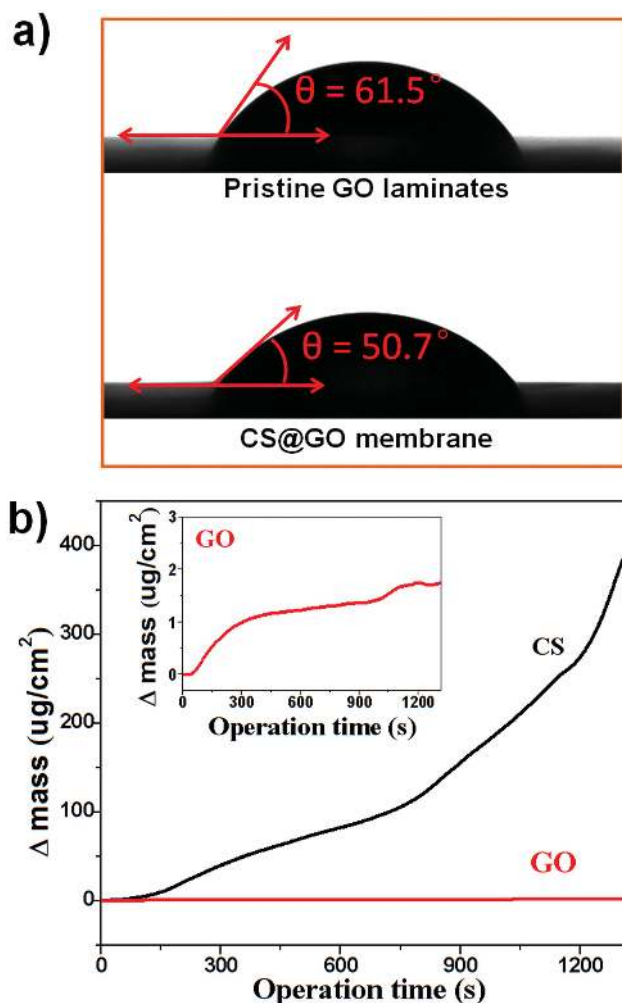 a)
θ = 61.5°
Pristine GO laminates
θ = 50.7°
CS@GO membrane
b)
GO
Δ mass (ug/cm²)
3
2
1
0
0 300 600 900 1200
Operation time (s)
CS
GO
Δ mass (ug/cm²)
400
300
200
100
0
0 300 600 900 1200
Operation time (s)